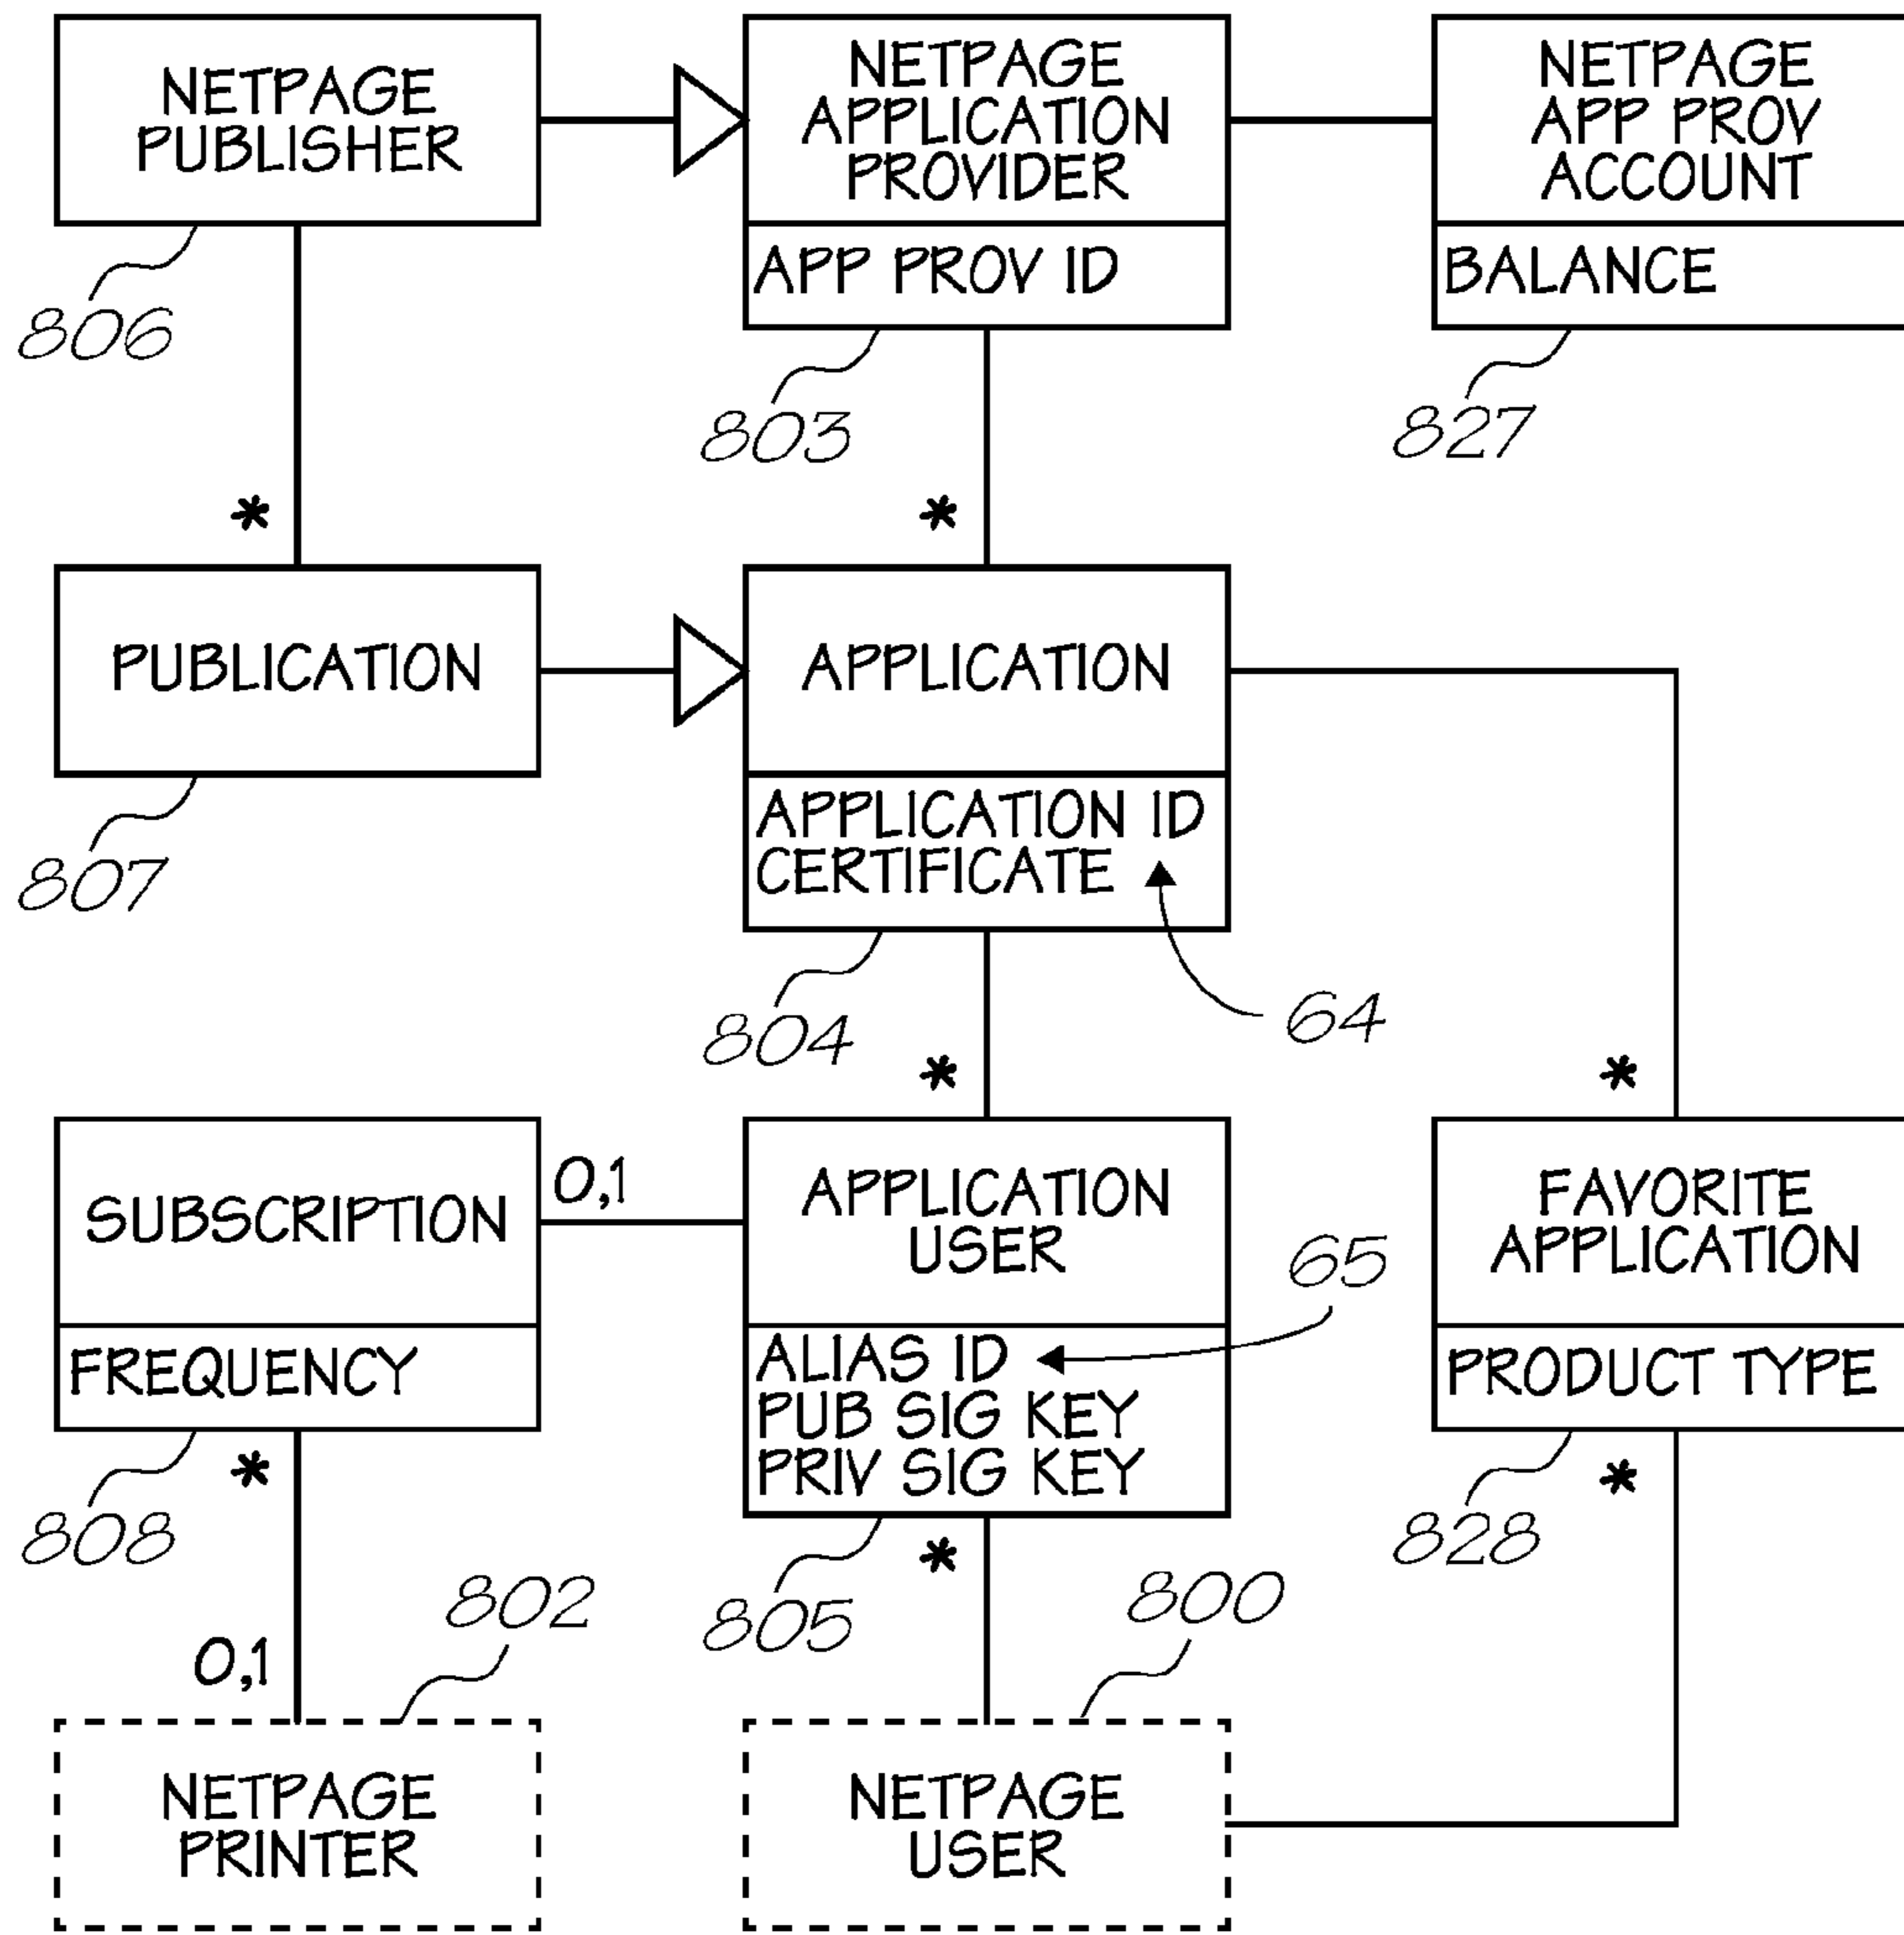 NETPAGE
PUBLISHER
NETPAGE
APPLICATION
PROVIDER
APP PROV ID
NETPAGE
APP PROV
ACCOUNT
BALANCE
806
803
827
*
*
PUBLICATION
APPLICATION
APPLICATION ID
CERTIFICATE
807
64
804
*
*
SUBSCRIPTION
0,1
APPLICATION
USER
FAVORITE
APPLICATION
65
FREQUENCY
ALIAS ID
PUB SIG KEY
PRIV SIG KEY
PRODUCT TYPE
*
*
808
*
828
802
805
800
0,1
NETPAGE
PRINTER
NETPAGE
USER